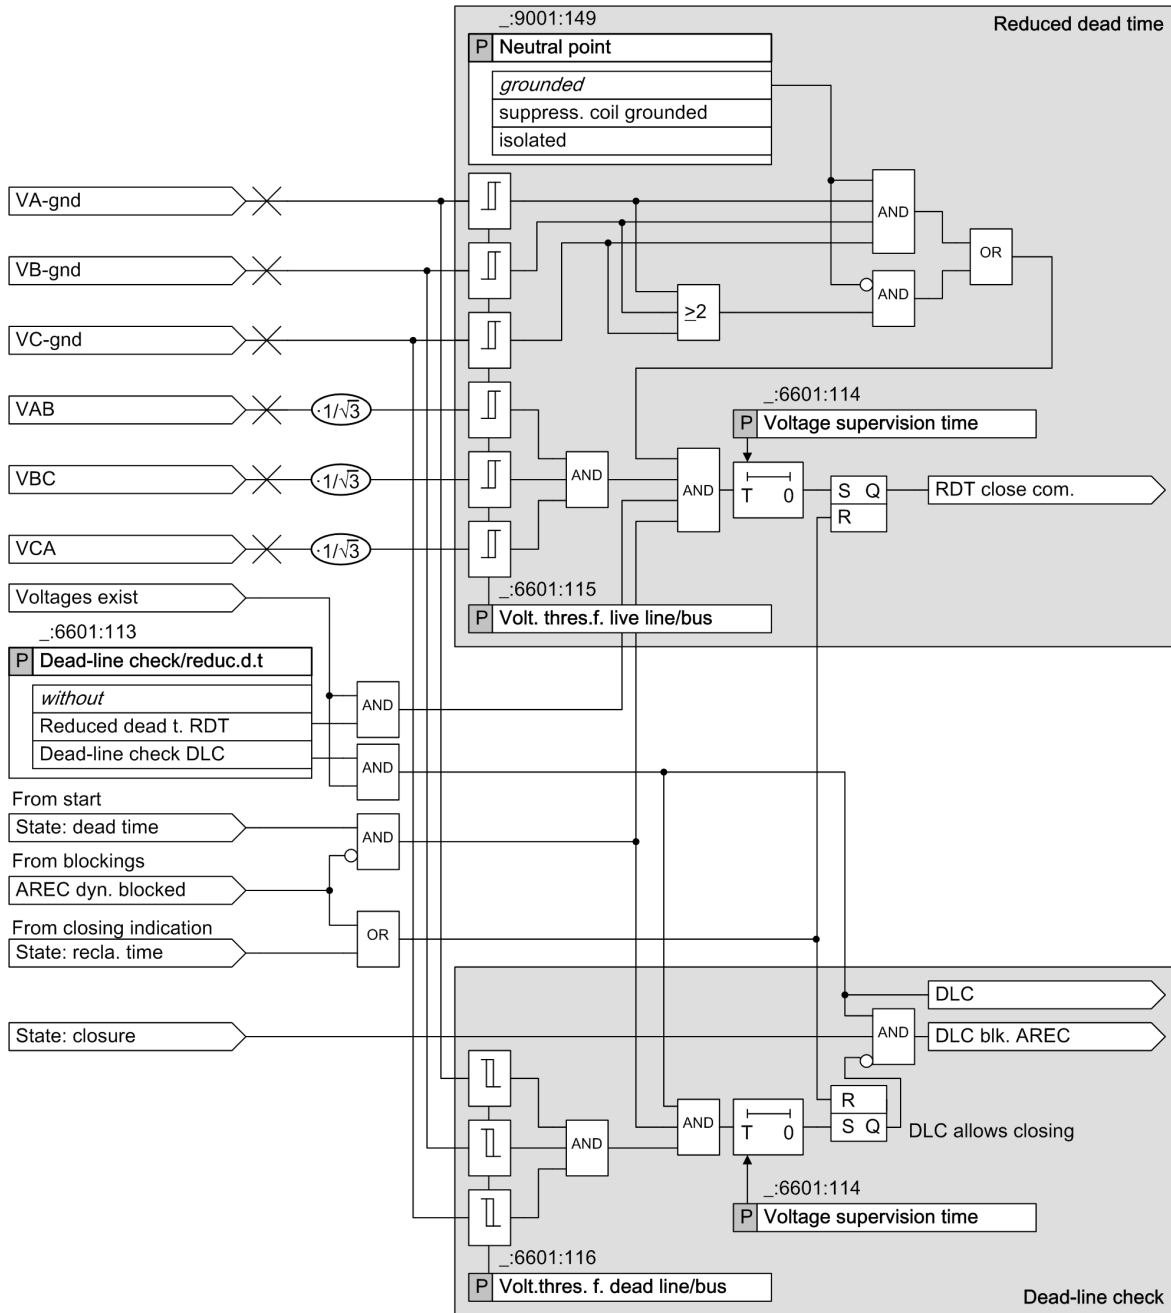 _:9001:149
Reduced dead time
P Neutral point
grounded
suppress. coil grounded
isolated
VA-gnd
AND
VB-gnd
OR
AND
VC-gnd
≥2
_:6601:114
VAB
·1/√3
P Voltage supervision time
VBC
·1/√3
AND
AND
T 0
S Q
RDT close com.
R
VCA
·1/√3
Voltages exist
_:6601:115
P Volt. thres.f. live line/bus
_:6601:113
P Dead-line check/reduc.d.t
without
Reduced dead t. RDT
Dead-line check DLC
AND
AND
From start
State: dead time
AND
From blockings
AREC dyn. blocked
From closing indication
State: recla. time
OR
DLC
State: closure
AND
DLC blk. AREC
R
S Q
DLC allows closing
AND
AND
T 0
_:6601:114
P Voltage supervision time
_:6601:116
P Volt.thres. f. dead line/bus
Dead-line check